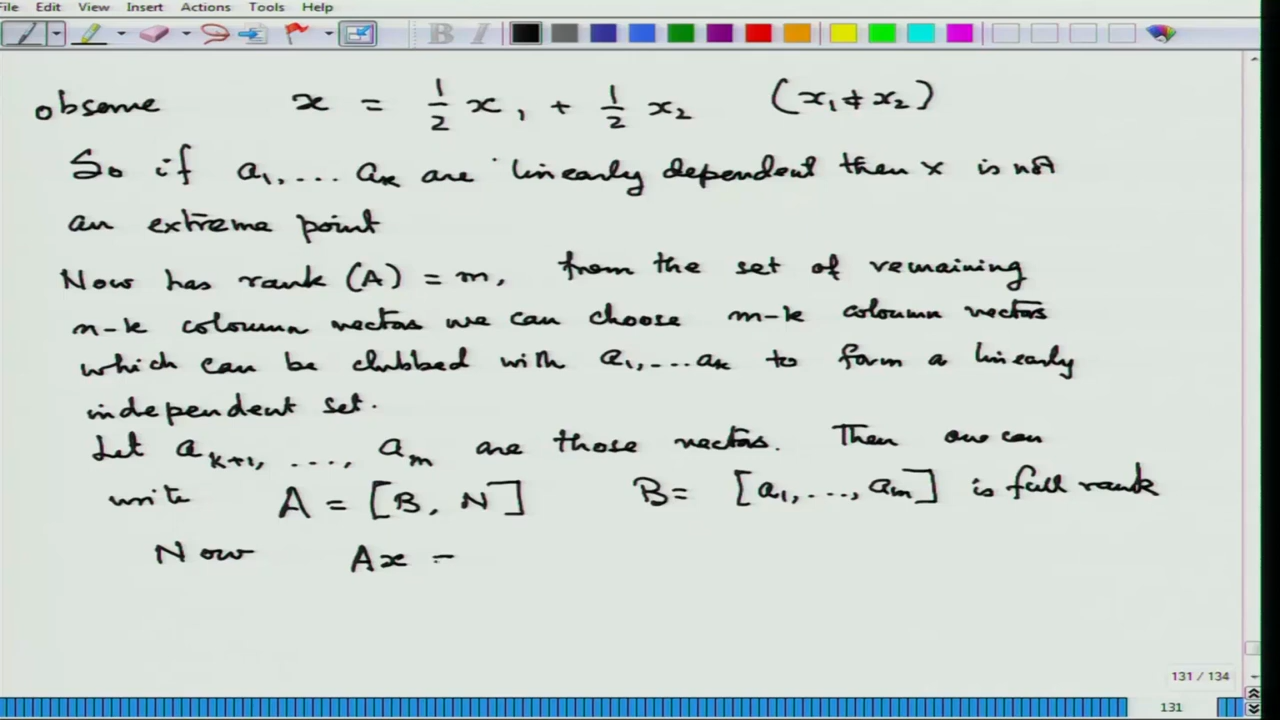 File Edit View Insert Actions Tools Help
observe x = 1/2 x₁ + 1/2 x₂ (x₁ ≠ x₂)
So if a₁, ... aₖ are linearly dependent then x is not
an extreme point
Now has rank (A) = m, from the set of remaining
n-k coloumn vectors we can choose m-k coloumn vectors
which can be clubbed with a₁, ... aₖ to form a linearly
independent set.
Let aₖ₊₁, ..., aₘ are those vectors. Then one can
write A = [B, N] B = [a₁, ..., aₘ] is full rank
Now Ax =
131 / 134
131